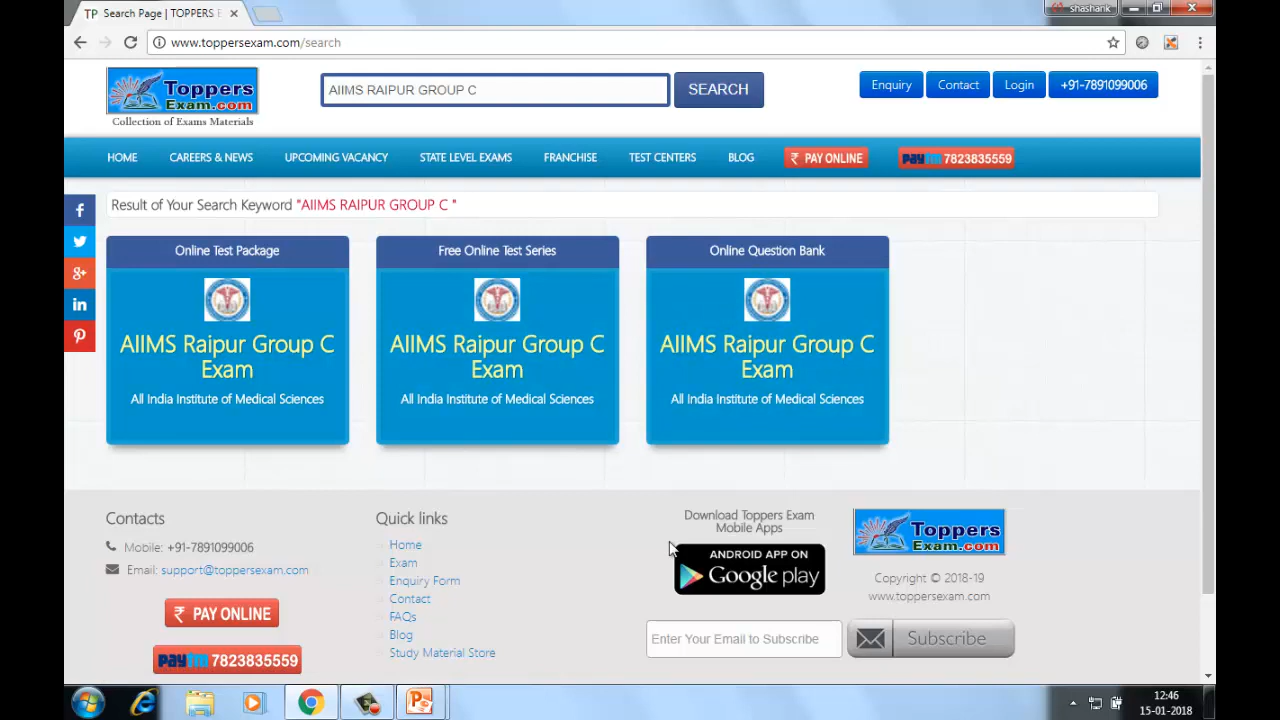 TP Search Page | TOPPERS E
shashank
www.toppersexam.com/search
Toppers
Exam.com
Collection of Exams Materials
AIIMS RAIPUR GROUP C
SEARCH
Enquiry
Contact
Login
+91-7891099006
HOME
CAREERS & NEWS
UPCOMING VACANCY
STATE LEVEL EXAMS
FRANCHISE
TEST CENTERS
BLOG
₹ PAY ONLINE
paytm 7823835559
Result of Your Search Keyword "AIIMS RAIPUR GROUP C "
Online Test Package
AIIMS Raipur Group C
Exam
All India Institute of Medical Sciences
Free Online Test Series
AIIMS Raipur Group C
Exam
All India Institute of Medical Sciences
Online Question Bank
AIIMS Raipur Group C
Exam
All India Institute of Medical Sciences
Contacts
Mobile: +91-7891099006
Email: support@toppersexam.com
₹ PAY ONLINE
paytm 7823835559
Quick links
Home
Exam
Enquiry Form
Contact
FAQs
Blog
Study Material Store
Download Toppers Exam
Mobile Apps
ANDROID APP ON
Google play
Enter Your Email to Subscribe
Toppers
Exam.com
Copyright © 2018-19
www.toppersexam.com
Subscribe
12:46
15-01-2018